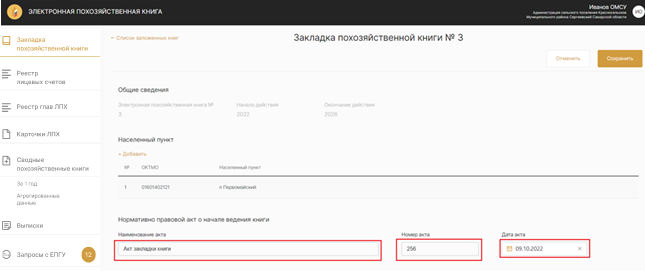 ЭЛЕКТРОННАЯ ПОХОЗЯЙСТВЕННАЯ КНИГА
Иванов ОМСУ
Администрация сельского поселения Красносельское
Муниципального района Сергиевский Самарской области
ИО
Закладка
похозяйственной книги
← Список заложенных книг
Закладка похозяйственной книги № 3
Отменить
Сохранить
Реестр
лицевых счетов
Реестр глав ЛПХ
Карточки ЛПХ
Сводные
похозяйственные книги
За 1 год
Агрегированные
данные
Выписки
Запросы с ЕПГУ
12
Общие сведения
Электронная похозяйственная книга №
Начало действия
Окончание действия
3
2022
2026
Населенный пункт
+ Добавить
№
ОКТМО
Населенный пункт
1
01601402121
п Первомайский
Нормативно правовой акт о начале ведения книги
Наименование акта
Номер акта
Дата акта
Акт закладки книги
256
09.10.2022